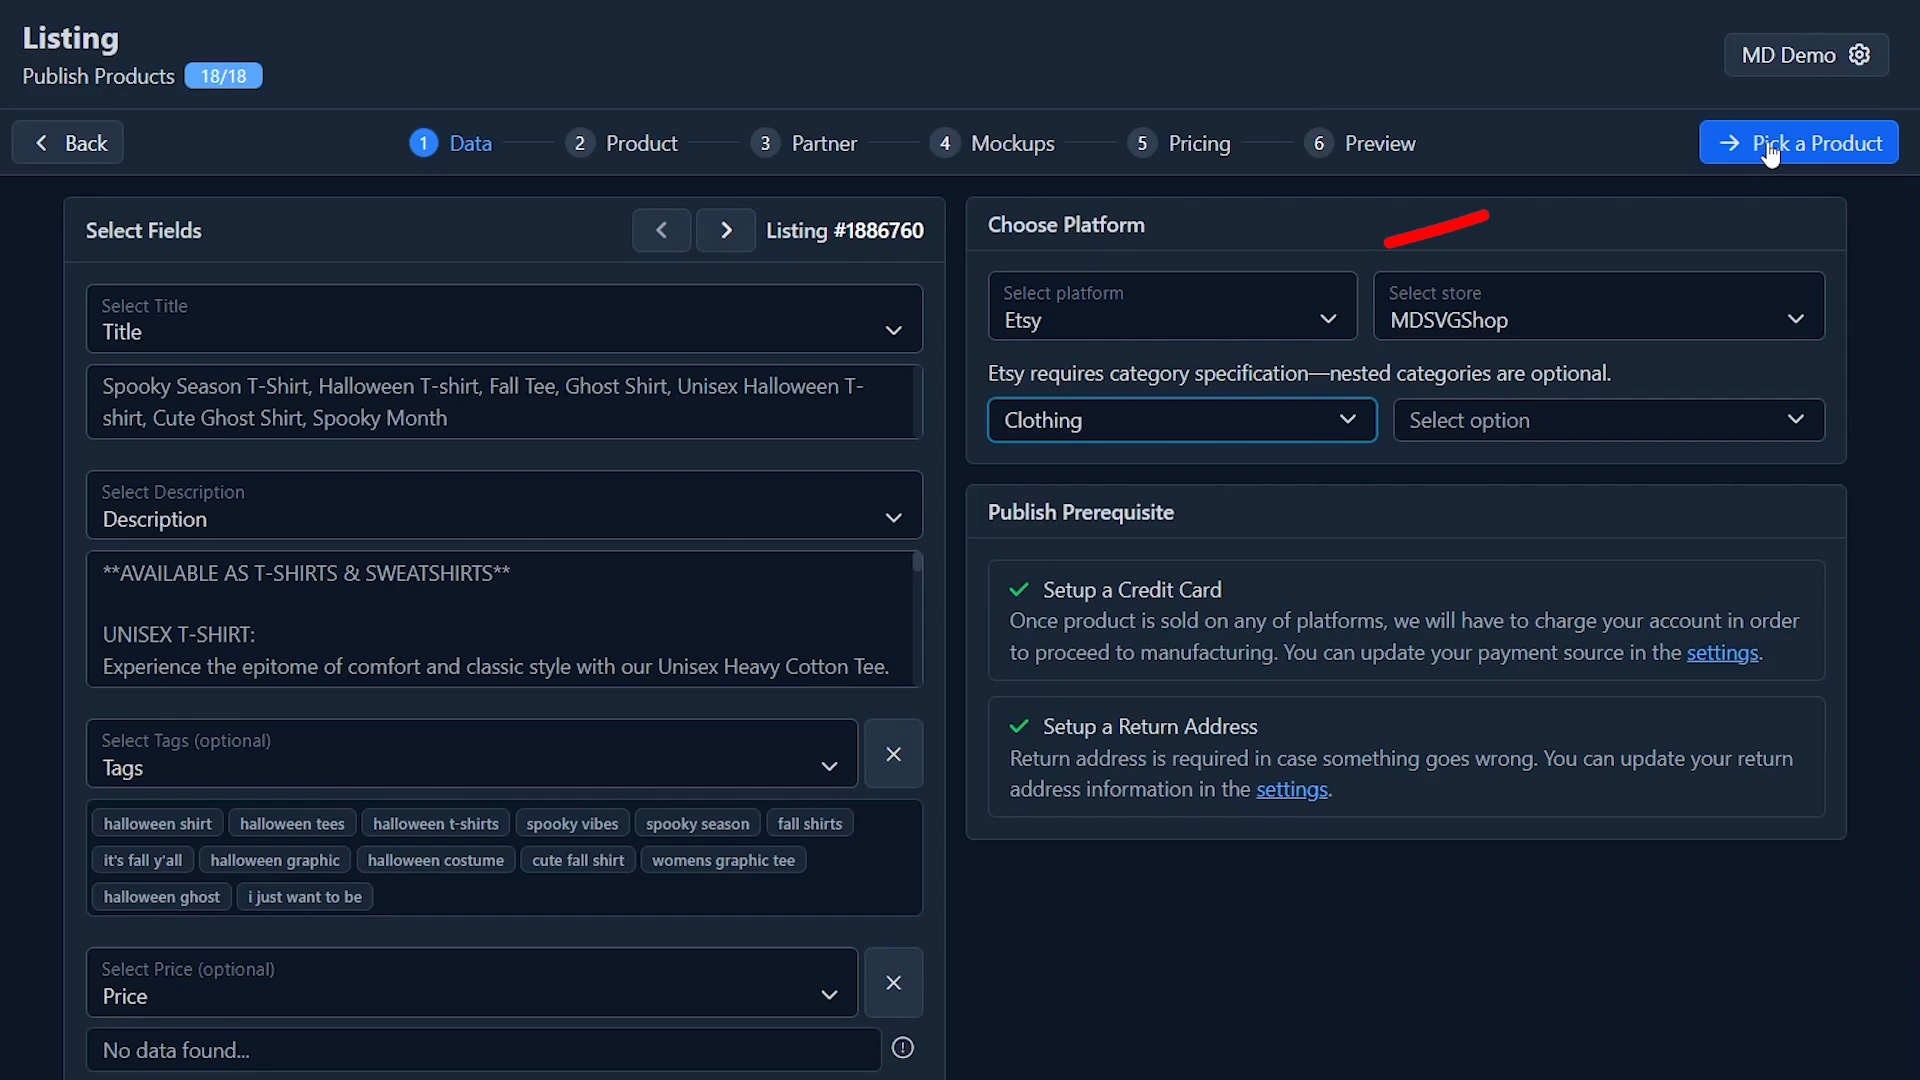 Listing
Publish Products 18/18
MD Demo
Back
1 Data
2 Product
3 Partner
4 Mockups
5 Pricing
6 Preview
Pick a Product
Select Fields
Listing #1886760
Select Title
Title
Spooky Season T-Shirt, Halloween T-shirt, Fall Tee, Ghost Shirt, Unisex Halloween T-
shirt, Cute Ghost Shirt, Spooky Month
Select Description
Description
**AVAILABLE AS T-SHIRTS & SWEATSHIRTS**
UNISEX T-SHIRT:
Experience the epitome of comfort and classic style with our Unisex Heavy Cotton Tee.
Select Tags (optional)
Tags
halloween shirt halloween tees halloween t-shirts spooky vibes spooky season fall shirts
it's fall y'all halloween graphic halloween costume cute fall shirt womens graphic tee
halloween ghost i just want to be
Select Price (optional)
Price
No data found...
Choose Platform
Select platform
Etsy
Select store
MDSVGShop
Etsy requires category specification—nested categories are optional.
Clothing
Select option
Publish Prerequisite
Setup a Credit Card
Once product is sold on any of platforms, we will have to charge your account in order
to proceed to manufacturing. You can update your payment source in the settings.
Setup a Return Address
Return address is required in case something goes wrong. You can update your return
address information in the settings.